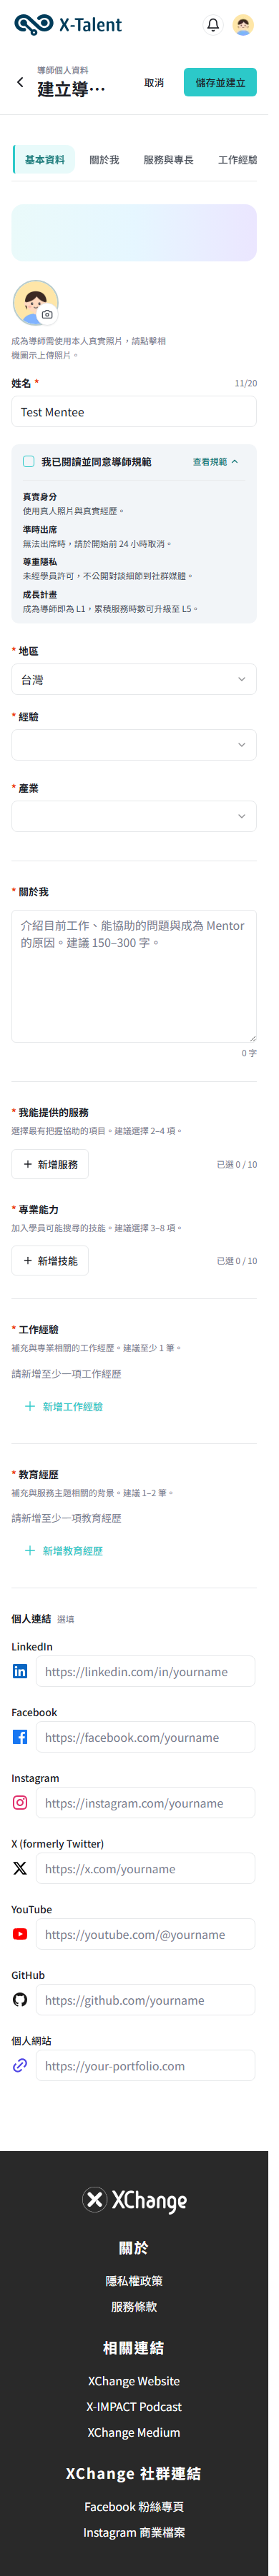 X-Talent
導師個人資料
建立導…
取消
儲存並建立
基本資料
關於我
服務與專長
工作經驗
成為導師需使用本人真實照片，請點擊相
機圖示上傳照片。
姓名 *
11/20
Test Mentee
我已閱讀並同意導師規範
查看規範
真實身分
使用真人照片與真實經歷。
準時出席
無法出席時，請於開始前 24 小時取消。
尊重隱私
未經學員許可，不公開對談細節到社群媒體。
成長計畫
成為導師即為 L1，累積服務時數可升級至 L5。
* 地區
台灣
* 經驗
* 產業
* 關於我
介紹目前工作、能協助的問題與成為 Mentor
的原因。建議 150–300 字。
0 字
* 我能提供的服務
選擇最有把握協助的項目。建議選擇 2–4 項。
+ 新增服務
已選 0 / 10
* 專業能力
加入學員可能搜尋的技能。建議選擇 3–8 項。
+ 新增技能
已選 0 / 10
* 工作經驗
補充與專業相關的工作經歷。建議至少 1 筆。
請新增至少一項工作經歷
+ 新增工作經驗
* 教育經歷
補充與服務主題相關的背景。建議 1–2 筆。
請新增至少一項教育經歷
+ 新增教育經歷
個人連結 選填
LinkedIn
https://linkedin.com/in/yourname
Facebook
https://facebook.com/yourname
Instagram
https://instagram.com/yourname
X (formerly Twitter)
https://x.com/yourname
YouTube
https://youtube.com/@yourname
GitHub
https://github.com/yourname
個人網站
https://your-portfolio.com
XChange
關於
隱私權政策
服務條款
相關連結
XChange Website
X-IMPACT Podcast
XChange Medium
XChange 社群連結
Facebook 粉絲專頁
Instagram 商業檔案